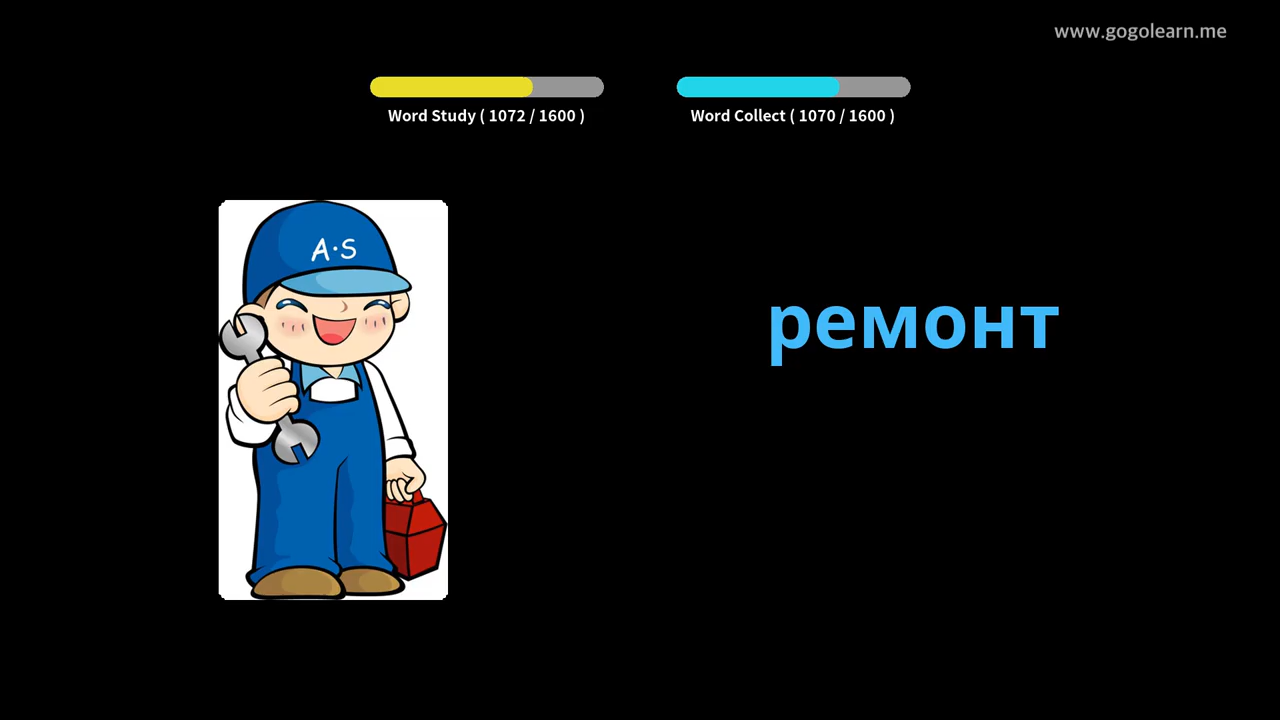 www.gogolearn.me
Word Study ( 1072 / 1600 )
Word Collect ( 1070 / 1600 )
A·S
ремонт